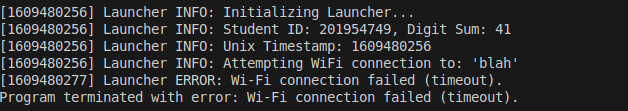 [1609480256] Launcher INFO: Initializing Launcher...
[1609480256] Launcher INFO: Student ID: 201954749, Digit Sum: 41
[1609480256] Launcher INFO: Unix Timestamp: 1609480256
[1609480256] Launcher INFO: Attempting WiFi connection to: 'blah'
[1609480277] Launcher ERROR: Wi-Fi connection failed (timeout).
Program terminated with error: Wi-Fi connection failed (timeout).